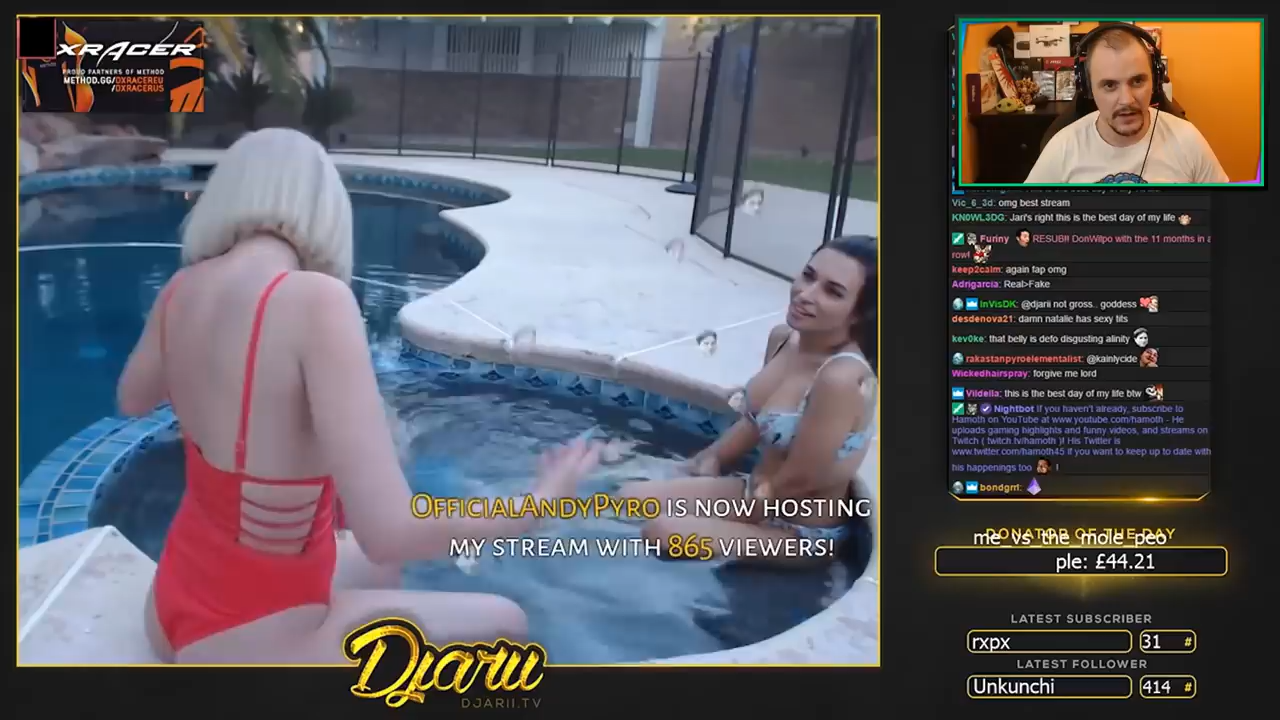 XRACER
PROUD PARTNERS OF METHOD
METHOD.GG/OXRACEREU
/OXRACERUS
OFFICIALANDYPYRO IS NOW HOSTING
MY STREAM WITH 865 VIEWERS!
Djarii
DJARII.TV
Vic_6_3d: omg best stream
KN0WL3DG: Jari's right this is the best day of my life
Furiny RESUB!! DonWilpo with the 11 months in a
row!
keep2calm: again fap omg
Adrigarcia: Real>Fake
InVisDK: @djarii not gross.. goddess
desdenova21: damn natalie has sexy tits
kev0ke: that belly is defo disgusting alinity
rakastanpyroelementalist: @kainlycide
Wickedhairspray: forgive me lord
Vildella: this is the best day of my life btw
Nightbot If you haven't already, subscribe to
Hamoth on YouTube at www.youtube.com/hamoth - He
uploads gaming highlights and funny videos, and streams on
Twitch ( twitch.tv/hamoth )! His Twitter is
www.twitter.com/hamoth45 if you want to keep up to date with
his happenings too !
bondgrrl:
DONATOR OF THE DAY
me_vs_the_mole_peo
ple: £44.21
LATEST SUBSCRIBER
rxpx 31 #
LATEST FOLLOWER
Unkunchi 414 #